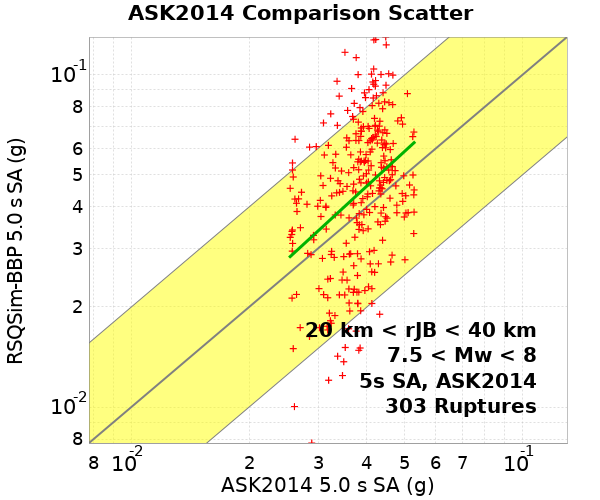 ASK2014 Comparison Scatter
RSQSim-BBP 5.0 s SA (g)
10-1
8
6
5
4
3
2
10-2
8
20 km < rJB < 40 km
7.5 < Mw < 8
5s SA, ASK2014
303 Ruptures
8 10-2 2 3 4 5 6 7 10-1
ASK2014 5.0 s SA (g)